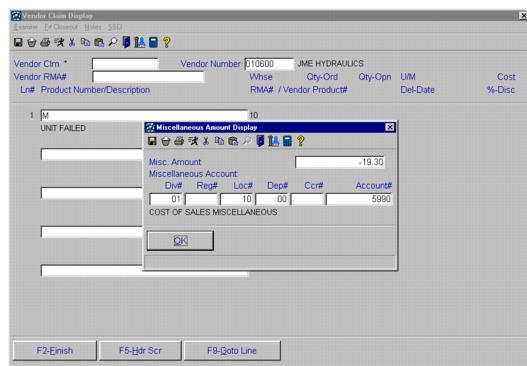 Vendor Claim Display
Examine Fvt Closeout Notes SSCI
Vendor Clm * Vendor Number 010600 JME HYDRAULICS
Vendor RMA# Whse Qty-Ord Qty-Opn U/M Cost
Ln# Product Number/Description RMA# / Vendor Product# Del-Date %-Disc
1 M 10
UNIT FAILED
Miscellaneous Amount Display
Misc. Amount -19.30
Miscellaneous Account
Div# Reg# Loc# Dep# Ccr# Account#
01 10 00 5990
COST OF SALES MISCELLANEOUS
OK
F2-Finish F5-Hdr Scr F9-Goto Line